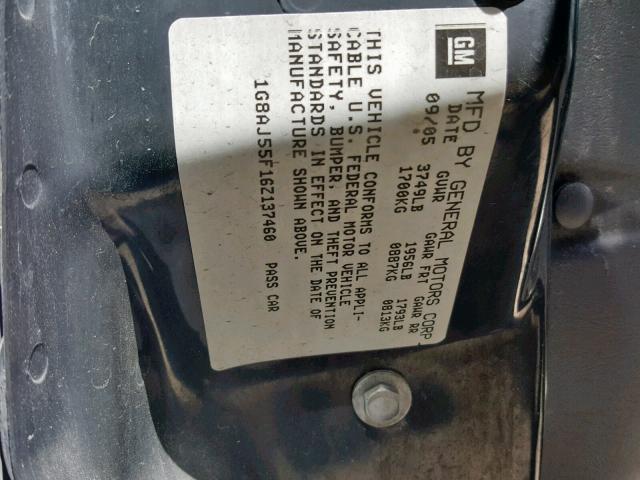 GM
MFD BY GENERAL MOTORS CORP
DATE GVWR GAWR FRT GAWR RR
09/05 3749LB 1956LB 1793LB
1700KG 0887KG 0813KG
THIS VEHICLE CONFORMS TO ALL APPLI-
CABLE U.S. FEDERAL MOTOR VEHICLE
SAFETY, BUMPER, AND THEFT PREVENTION
STANDARDS IN EFFECT ON THE DATE OF
MANUFACTURE SHOWN ABOVE.
1G8AJ55F16Z137460 PASS CAR